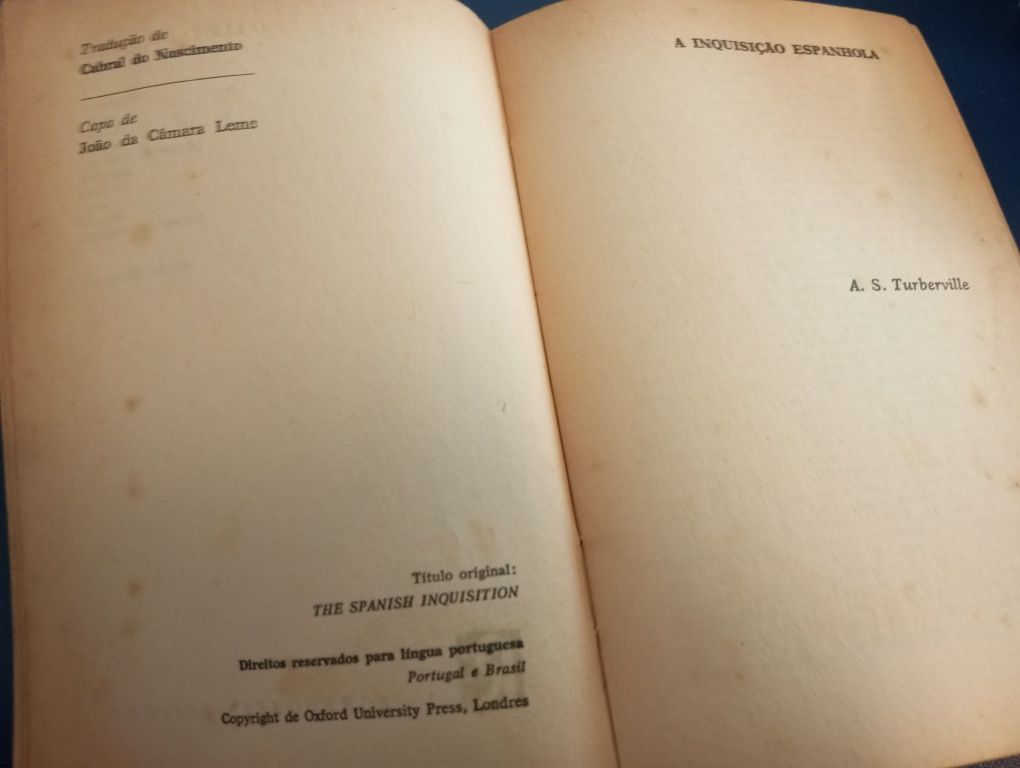 Tradução de
Cabral do Nascimento
Capa de
João da Câmara Leme
Título original:
THE SPANISH INQUISITION
Direitos reservados para língua portuguesa
Portugal e Brasil
Copyright de Oxford University Press, Londres
A INQUISIÇÃO ESPANHOLA
A. S. Turberville